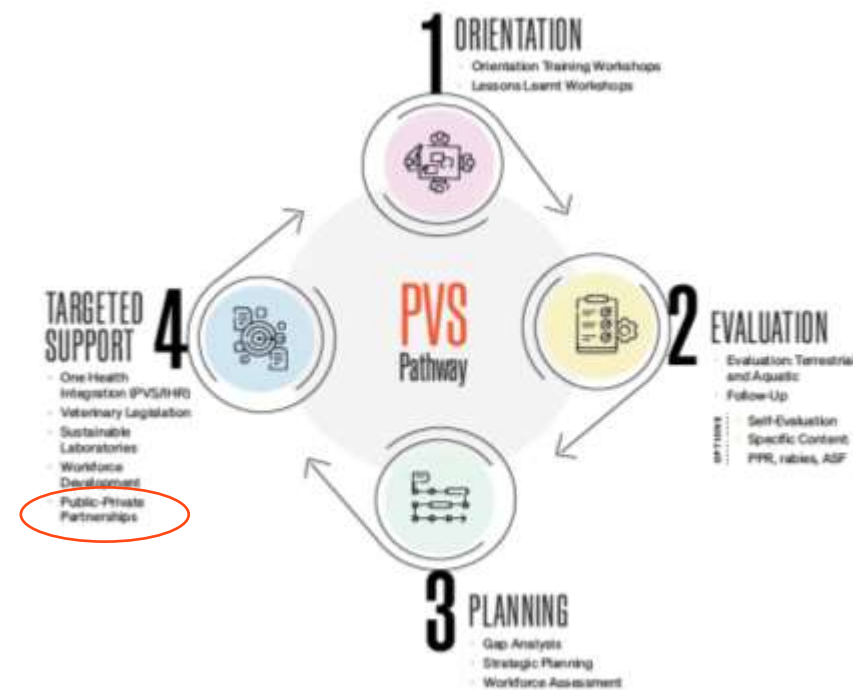 1 ORIENTATION
· Orientation Training Workshops
· Lessons Learnt Workshops
PVS
Pathway
2 EVALUATION
· Evaluation: Terrestrial
and Aquatic
· Follow-Up
OPTIONS
Self-Evaluation
Specific Content
PPR, rabies, ASF
3 PLANNING
· Gap Analysis
· Strategic Planning
· Workforce Assessment
TARGETED
SUPPORT 4
· One Health
Integration (PVS/IHR)
· Veterinary Legislation
· Sustainable
Laboratories
· Workforce
Development
· Public-Private
Partnerships